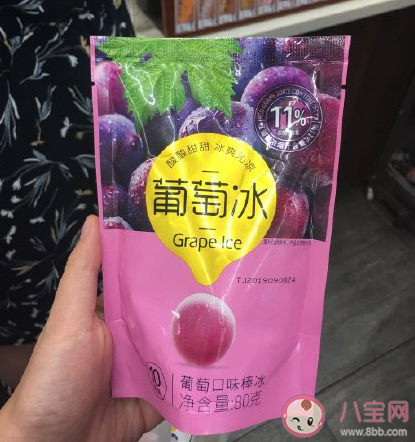 11%
酸酸甜甜·冰爽沁凉
葡萄冰
Grape Ice
TL20190824
葡萄口味棒冰
净含量:80克
八宝网
www.8bb.com